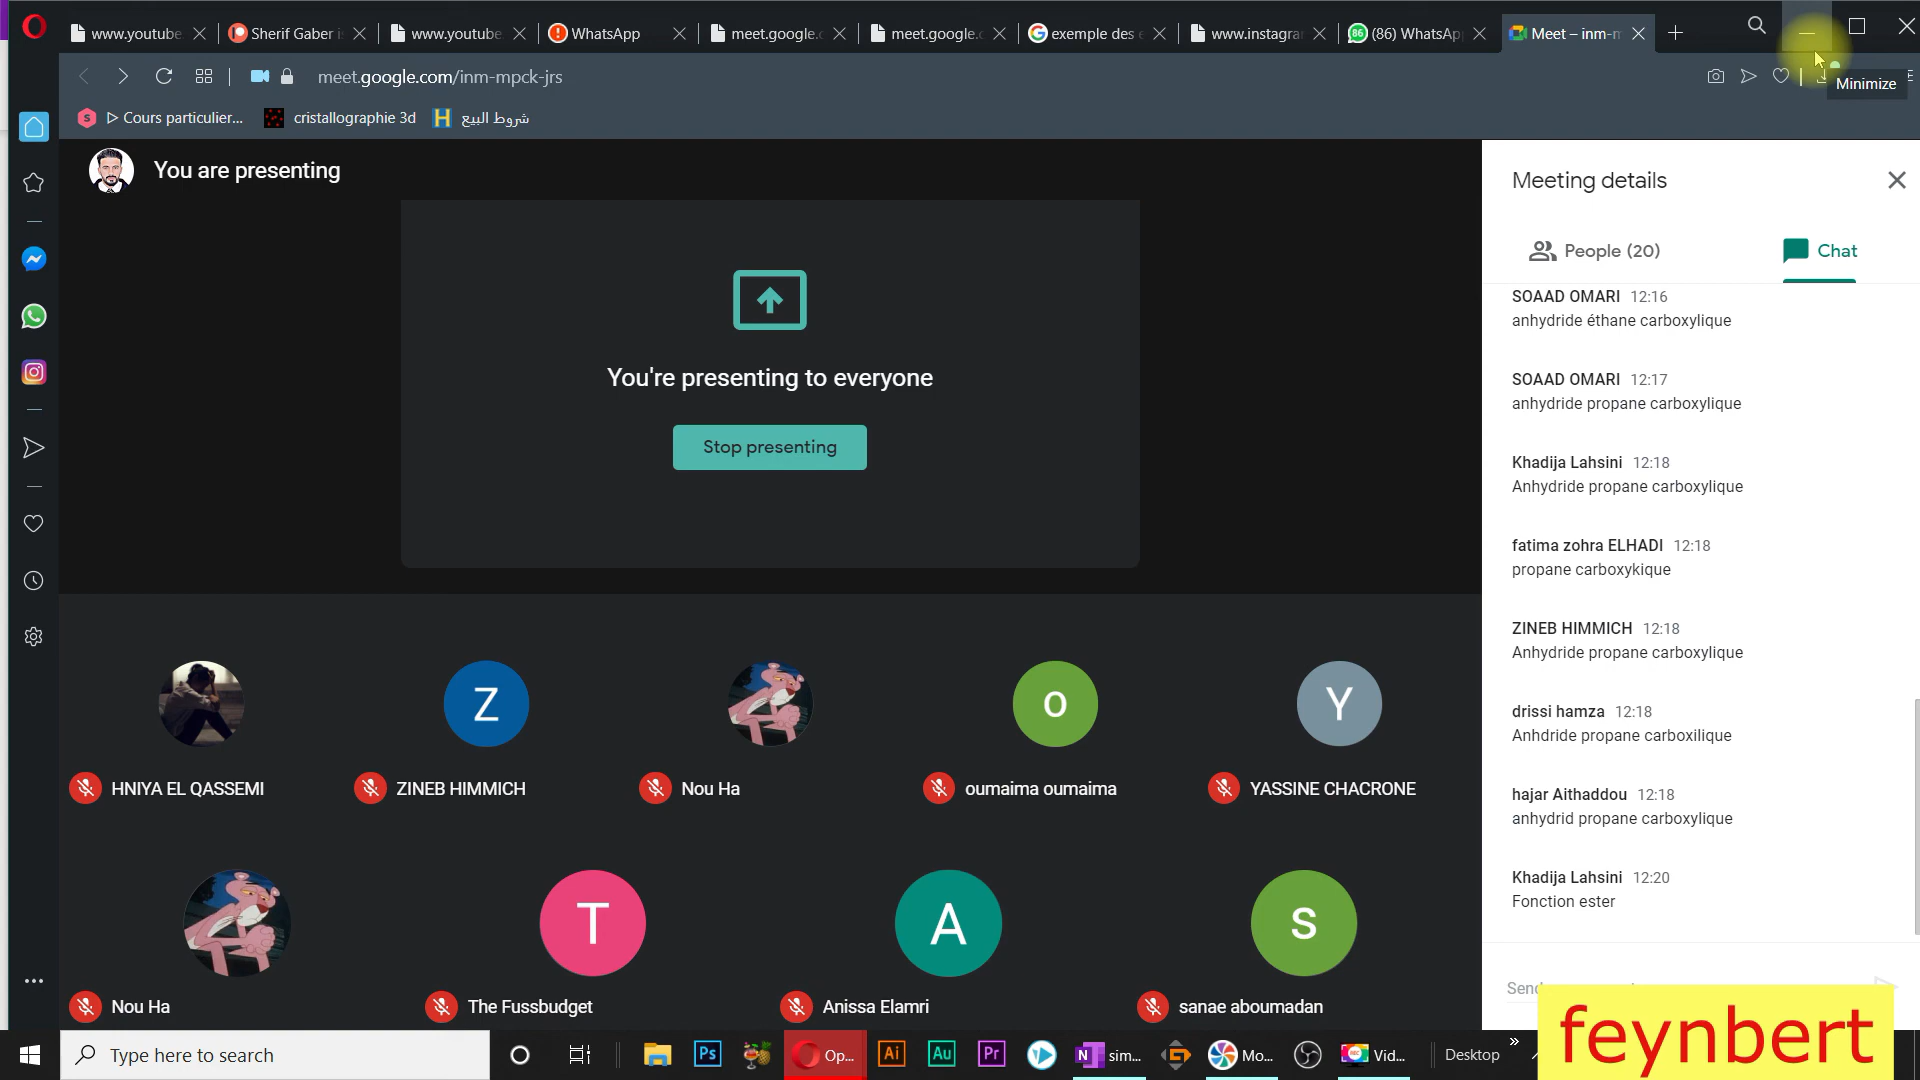 www.youtube
Sherif Gaber is
www.youtube
WhatsApp
meet.google.c
meet.google.c
exemple des e
www.instagra
86
(86) WhatsAp
Meet – inm-m
meet.google.com/inm-mpck-jrs
Minimize
S
▷ Cours particulier...
cristallographie 3d
H
شروط البيع
You are presenting
You're presenting to everyone
Stop presenting
Meeting details
People (20)
Chat
SOAAD OMARI 12:16
anhydride éthane carboxylique
SOAAD OMARI 12:17
anhydride propane carboxylique
Khadija Lahsini 12:18
Anhydride propane carboxylique
fatima zohra ELHADI 12:18
propane carboxykique
ZINEB HIMMICH 12:18
Anhydride propane carboxylique
drissi hamza 12:18
Anhdride propane carboxilique
hajar Aithaddou 12:18
anhydrid propane carboxylique
Khadija Lahsini 12:20
Fonction ester
Z
o
Y
HNIYA EL QASSEMI
ZINEB HIMMICH
Nou Ha
oumaima oumaima
YASSINE CHACRONE
T
A
s
Nou Ha
The Fussbudget
Anissa Elamri
sanae aboumadan
feynbert
Type here to search
Ps
Op...
Ai
Au
Pr
N
sim...
Mo...
REC
Vid...
Desktop